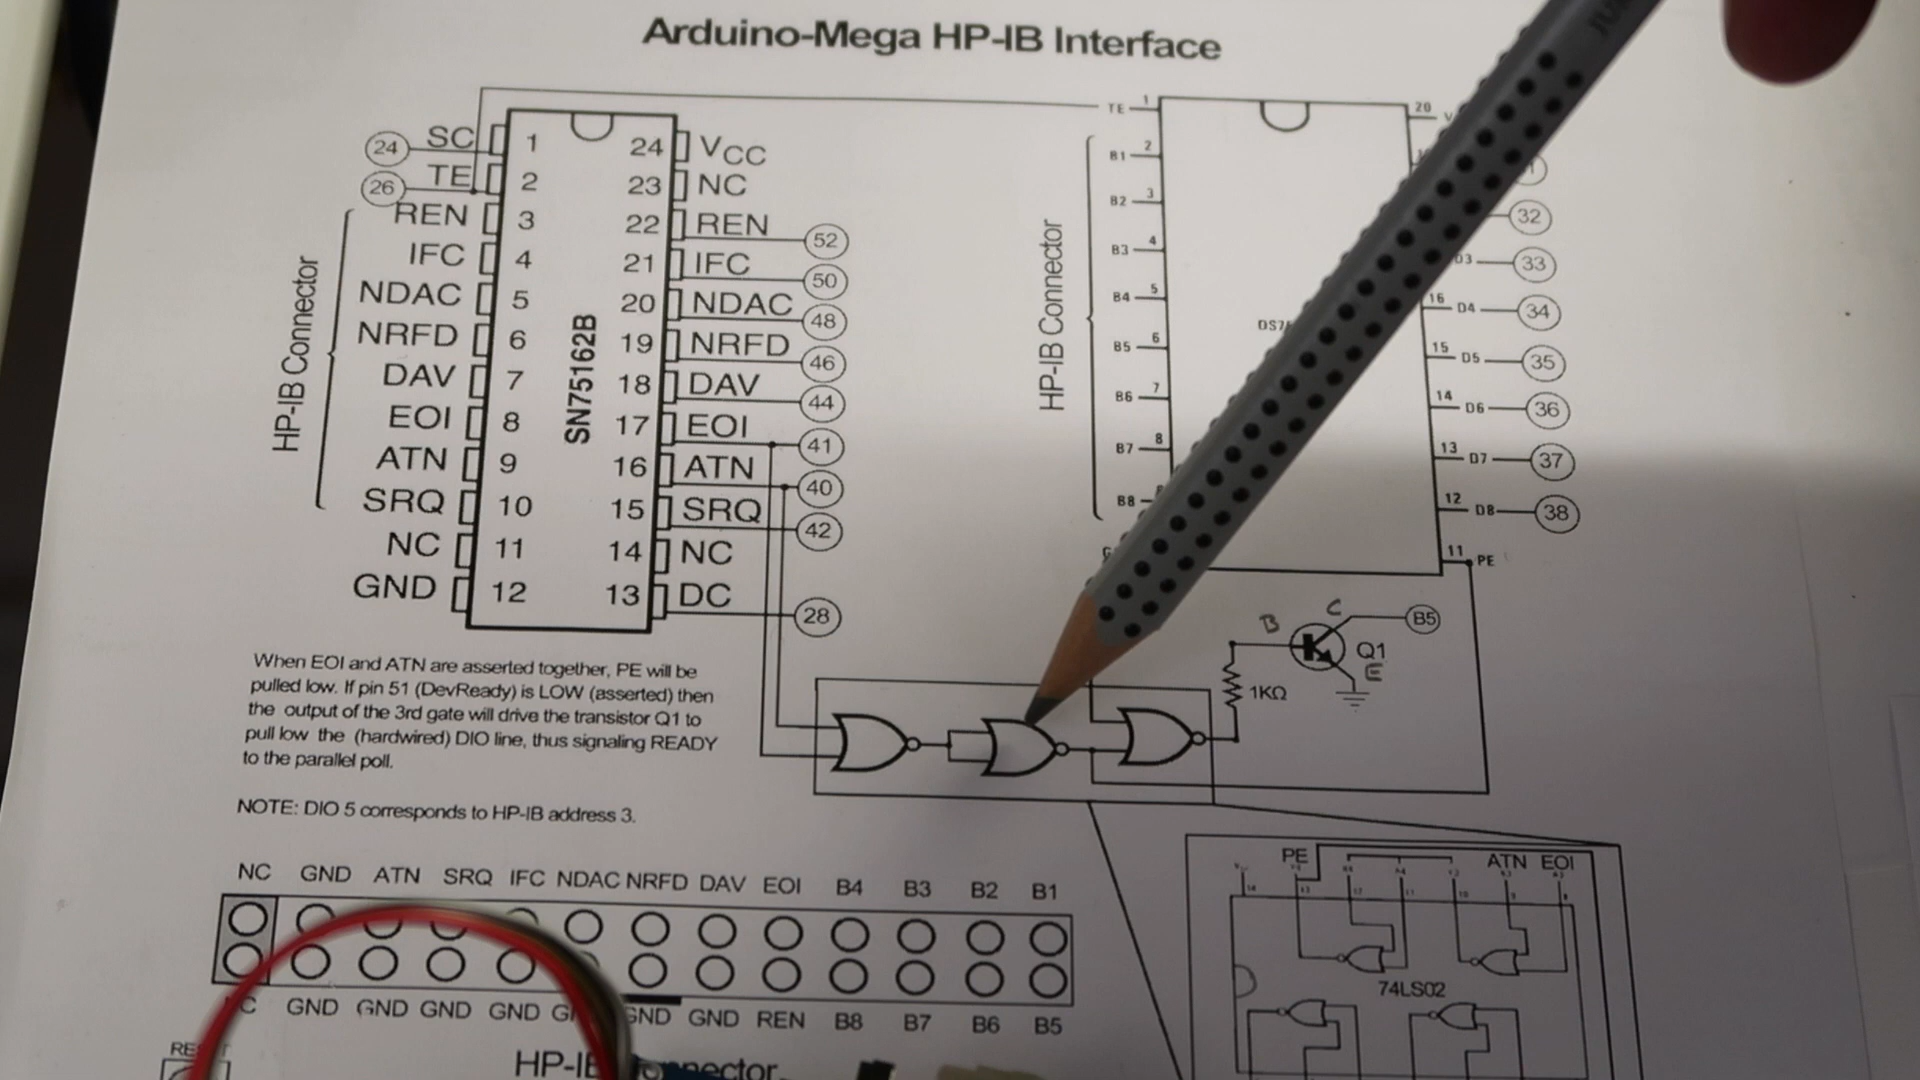 Arduino-Mega HP-IB Interface
24 SC 1 24 VCC
26 TE 2 23 NC
REN 3 22 REN 52
IFC 4 21 IFC 50
NDAC 5 20 NDAC 48
NRFD 6 19 NRFD 46
DAV 7 18 DAV 44
EOI 8 17 EOI 41
ATN 9 16 ATN 40
SRQ 10 15 SRQ 42
NC 11 14 NC
GND 12 13 DC 28
HP-IB Connector
SN75162B
TE 1 20
B1 2
B2 3 32
B3 4 33
B4 5 16 D4 34
B5 6 15 D5 35
B6 7 14 D6 36
B7 8 13 D7 37
B8 12 D8 38
11 PE
HP-IB Connector
B C B5
Q1
E
1KΩ
When EOI and ATN are asserted together, PE will be
pulled low. If pin 51 (DevReady) is LOW (asserted) then
the output of the 3rd gate will drive the transistor Q1 to
pull low the (hardwired) DIO line, thus signaling READY
to the parallel poll.
NOTE: DIO 5 corresponds to HP-IB address 3.
NC GND ATN SRQ IFC NDAC NRFD DAV EOI B4 B3 B2 B1
GND GND GND GND GND GND REN B8 B7 B6 B5
PE ATN EOI
74LS02